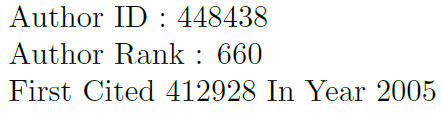 Author ID : 448438
Author Rank : 660
First Cited 412928 In Year 2005